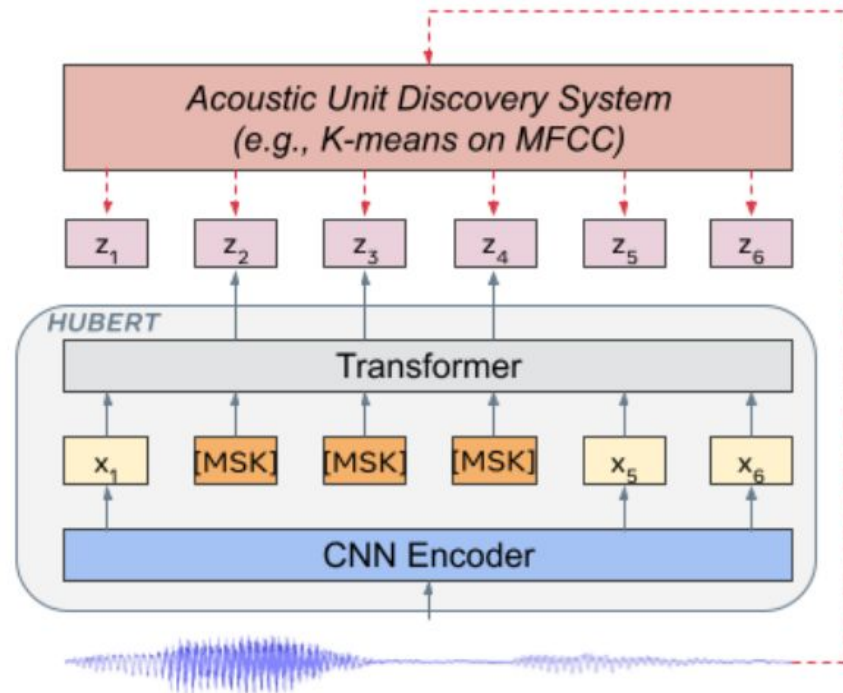 Acoustic Unit Discovery System
(e.g., K-means on MFCC)
z₁ z₂ z₃ z₄ z₅ z₆
HUBERT
Transformer
x₁ [MSK] [MSK] [MSK] x₅ x₆
CNN Encoder